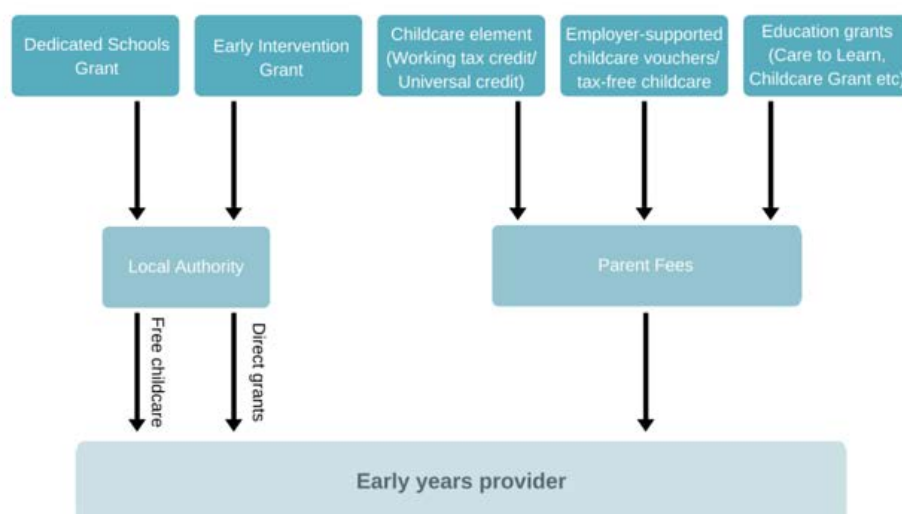 Dedicated Schools
Grant
Early Intervention
Grant
Childcare element
(Working tax credit/
Universal credit)
Employer-supported
childcare vouchers/
tax-free childcare
Education grants
(Care to Learn,
Childcare Grant etc)
Local Authority
Parent Fees
Free childcare
Direct grants
Early years provider